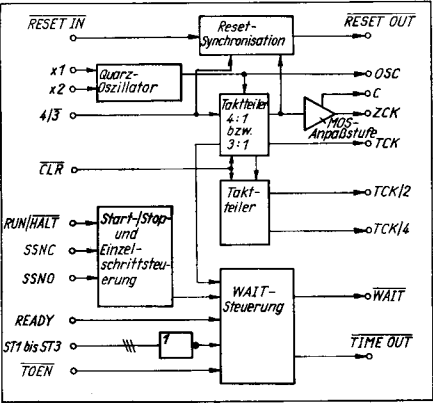 RESET IN
Reset-
Synchronisation
RESET OUT
x1
x2
Quarz-
Oszillator
OSC
4/3
Taktteiler
4:1
bzw.
3:1
C
ZCK
MOS-
Anpaßstufe
TCK
CLR
Takt-
teiler
TCK/2
TCK/4
RUN/HALT
SSNC
SSNO
Start-/Stop-
und
Einzel-
schrittsteu-
erung
READY
ST1 bis ST3
1
TOEN
WAIT-
Steuerung
WAIT
TIME OUT